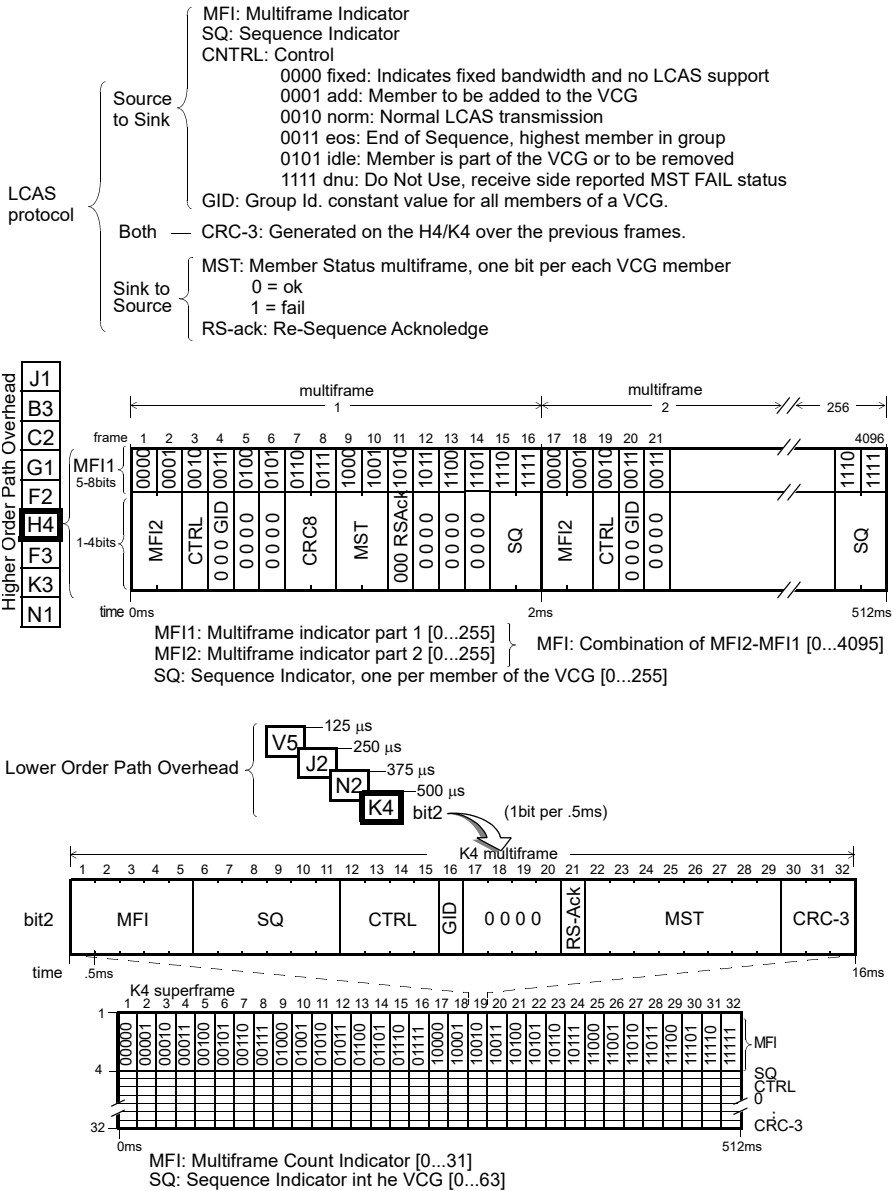 MFI: Multiframe Indicator
SQ: Sequence Indicator
CNTRL: Control
0000 fixed: Indicates fixed bandwidth and no LCAS support
0001 add: Member to be added to the VCG
0010 norm: Normal LCAS transmission
0011 eos: End of Sequence, highest member in group
0101 idle: Member is part of the VCG or to be removed
1111 dnu: Do Not Use, receive side reported MST FAIL status
GID: Group Id. constant value for all members of a VCG.
Source
to Sink
LCAS
protocol
Both
CRC-3: Generated on the H4/K4 over the previous frames.
MST: Member Status multiframe, one bit per each VCG member
0 = ok
1 = fail
RS-ack: Re-Sequence Acknoledge
Sink to
Source
Higher Order Path Overhead
J1
B3
C2
G1
F2
H4
F3
K3
N1
multiframe
1
multiframe
2
256
frame 1 2 3 4 5 6 7 8 9 10 11 12 13 14 15 16 17 18 19 20 21 4096
MFI1
5-8bits
0000 0001 0010 0011 0100 0101 0110 0111 1000 1001 1010 1011 1100 1101 1110 1111 0000 0001 0010 0011 0011 1110 1111
1-4bits
MFI2 CTRL 0 0 0 GID 0 0 0 0 0 0 0 0 CRC8 MST 000 RSAck 0 0 0 0 0 0 0 0 0 0 0 0 SQ MFI2 CTRL 0 0 0 GID 0 0 0 0 SQ
time 0ms 2ms 512ms
MFI1: Multiframe indicator part 1 [0...255]
MFI2: Multiframe indicator part 2 [0...255]
MFI: Combination of MFI2-MFI1 [0...4095]
SQ: Sequence Indicator, one per member of the VCG [0...255]
Lower Order Path Overhead
V5 125 µs
J2 250 µs
N2 375 µs
K4 500 µs
bit2 (1bit per .5ms)
K4 multiframe
1 2 3 4 5 6 7 8 9 10 11 12 13 14 15 16 17 18 19 20 21 22 23 24 25 26 27 28 29 30 31 32
bit2 MFI SQ CTRL GID 0 0 0 0 RS-Ack MST CRC-3
time .5ms 16ms
K4 superframe
1 2 3 4 5 6 7 8 9 10 11 12 13 14 15 16 17 18 19 20 21 22 23 24 25 26 27 28 29 30 31 32
1
00000 00001 00010 00011 00100 00101 00110 00111 01000 01001 01010 01011 01100 01101 01110 01111 10000 10001 10010 10011 10100 10101 10110 10111 11000 11001 11010 11011 11100 11101 11110 11111
MFI
4
SQ
CTRL
0
:
32
CRC-3
0ms 512ms
MFI: Multiframe Count Indicator [0...31]
SQ: Sequence Indicator int he VCG [0...63]